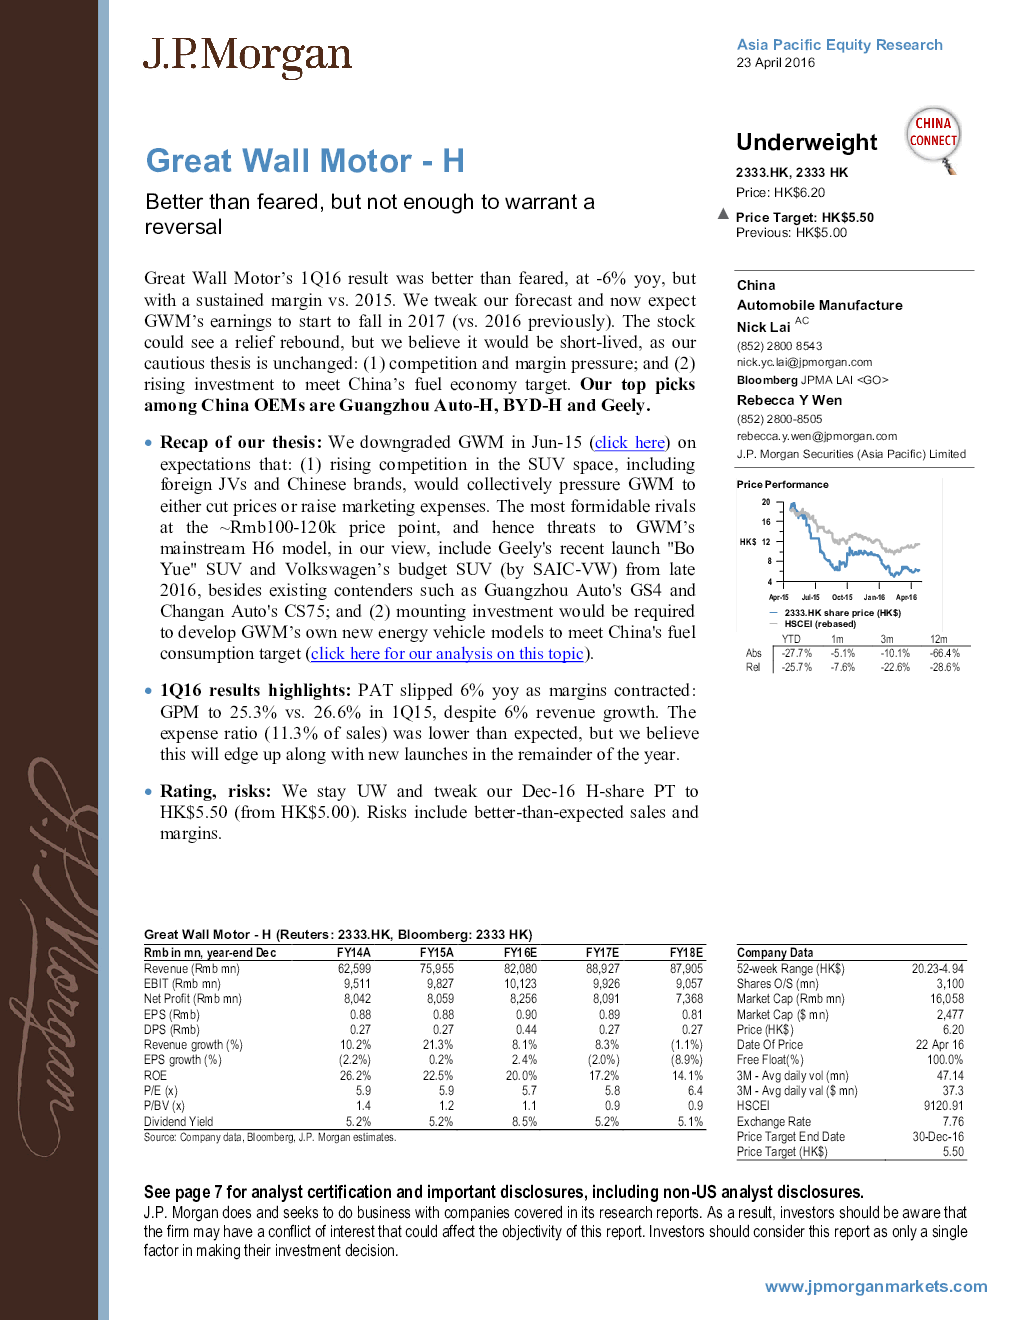 J.P.Morgan
Asia Pacific Equity Research
23 April 2016
Great Wall Motor - H
Better than feared, but not enough to warrant a
reversal
Underweight
CHINA
CONNECT
2333.HK, 2333 HK
Price: HK$6.20
Price Target: HK$5.50
Previous: HK$5.00
Great Wall Motor’s 1Q16 result was better than feared, at -6% yoy, but
with a sustained margin vs. 2015. We tweak our forecast and now expect
GWM’s earnings to start to fall in 2017 (vs. 2016 previously). The stock
could see a relief rebound, but we believe it would be short-lived, as our
cautious thesis is unchanged: (1) competition and margin pressure; and (2)
rising investment to meet China’s fuel economy target. Our top picks
among China OEMs are Guangzhou Auto-H, BYD-H and Geely.
• Recap of our thesis: We downgraded GWM in Jun-15 (click here) on
expectations that: (1) rising competition in the SUV space, including
foreign JVs and Chinese brands, would collectively pressure GWM to
either cut prices or raise marketing expenses. The most formidable rivals
at the ~Rmb100-120k price point, and hence threats to GWM’s
mainstream H6 model, in our view, include Geely's recent launch "Bo
Yue" SUV and Volkswagen’s budget SUV (by SAIC-VW) from late
2016, besides existing contenders such as Guangzhou Auto's GS4 and
Changan Auto's CS75; and (2) mounting investment would be required
to develop GWM’s own new energy vehicle models to meet China's fuel
consumption target (click here for our analysis on this topic).
• 1Q16 results highlights: PAT slipped 6% yoy as margins contracted:
GPM to 25.3% vs. 26.6% in 1Q15, despite 6% revenue growth. The
expense ratio (11.3% of sales) was lower than expected, but we believe
this will edge up along with new launches in the remainder of the year.
• Rating, risks: We stay UW and tweak our Dec-16 H-share PT to
HK$5.50 (from HK$5.00). Risks include better-than-expected sales and
margins.
China
Automobile Manufacture
Nick Lai AC
(852) 2800 8543
nick.yc.lai@jpmorgan.com
Bloomberg JPMA LAI <GO>
Rebecca Y Wen
(852) 2800-8505
rebecca.y.wen@jpmorgan.com
J.P. Morgan Securities (Asia Pacific) Limited
Price Performance
20
16
HK$ 12
8
4
Apr-15 Jul-15 Oct-15 Jan-16 Apr-16
2333.HK share price (HK$)
HSCEI (rebased)
YTD 1m 3m 12m
Abs -27.7% -5.1% -10.1% -66.4%
Rel -25.7% -7.6% -22.6% -28.6%
J.P.Morgan
Great Wall Motor - H (Reuters: 2333.HK, Bloomberg: 2333 HK)
Rmb in mn, year-end Dec FY14A FY15A FY16E FY17E FY18E
Revenue (Rmb mn) 62,599 75,955 82,080 88,927 87,905
EBIT (Rmb mn) 9,511 9,827 10,123 9,926 9,057
Net Profit (Rmb mn) 8,042 8,059 8,256 8,091 7,368
EPS (Rmb) 0.88 0.88 0.90 0.89 0.81
DPS (Rmb) 0.27 0.27 0.44 0.27 0.27
Revenue growth (%) 10.2% 21.3% 8.1% 8.3% (1.1%)
EPS growth (%) (2.2%) 0.2% 2.4% (2.0%) (8.9%)
ROE 26.2% 22.5% 20.0% 17.2% 14.1%
P/E (x) 5.9 5.9 5.7 5.8 6.4
P/BV (x) 1.4 1.2 1.1 0.9 0.9
Dividend Yield 5.2% 5.2% 8.5% 5.2% 5.1%
Source: Company data, Bloomberg, J.P. Morgan estimates.
Company Data
52-week Range (HK$) 20.23-4.94
Shares O/S (mn) 3,100
Market Cap (Rmb mn) 16,058
Market Cap ($ mn) 2,477
Price (HK$) 6.20
Date Of Price 22 Apr 16
Free Float(%) 100.0%
3M - Avg daily vol (mn) 47.14
3M - Avg daily val ($ mn) 37.3
HSCEI 9120.91
Exchange Rate 7.76
Price Target End Date 30-Dec-16
Price Target (HK$) 5.50
See page 7 for analyst certification and important disclosures, including non-US analyst disclosures.
J.P. Morgan does and seeks to do business with companies covered in its research reports. As a result, investors should be aware that
the firm may have a conflict of interest that could affect the objectivity of this report. Investors should consider this report as only a single
factor in making their investment decision.
www.jpmorganmarkets.com